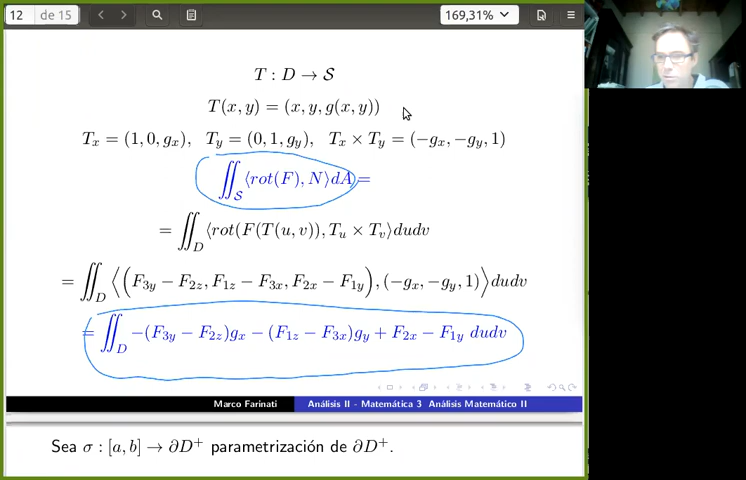 12 de 15 169,31%
T : D → S
T(x, y) = (x, y, g(x, y))
T_x = (1, 0, g_x), T_y = (0, 1, g_y), T_x × T_y = (−g_x, −g_y, 1)
∬_S ⟨rot(F), N⟩dA =
= ∬_D ⟨rot(F(T(u, v)), T_u × T_v⟩dudv
= ∬_D ⟨(F_{3y} − F_{2z}, F_{1z} − F_{3x}, F_{2x} − F_{1y}), (−g_x, −g_y, 1)⟩dudv
= ∬_D −(F_{3y} − F_{2z})g_x − (F_{1z} − F_{3x})g_y + F_{2x} − F_{1y} dudv
Marco Farinati Análisis II - Matemática 3 Análisis Matemático II
Sea σ : [a, b] → ∂D⁺ parametrización de ∂D⁺.